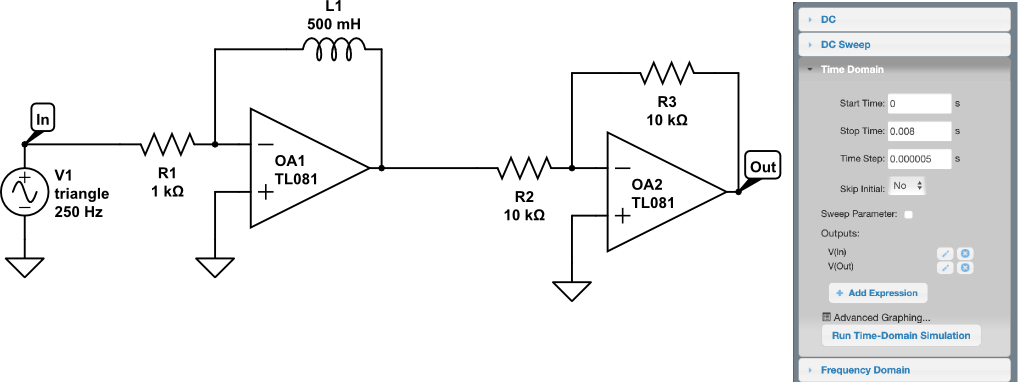 L1
500 mH
In
V1
triangle
250 Hz
R1
1 kΩ
OA1
TL081
R2
10 kΩ
R3
10 kΩ
OA2
TL081
Out
DC
DC Sweep
Time Domain
Start Time: 0 s
Stop Time: 0.008 s
Time Step: 0.000005 s
Skip Initial: No
Sweep Parameter:
Outputs:
V(In)
V(Out)
+ Add Expression
Advanced Graphing...
Run Time-Domain Simulation
Frequency Domain